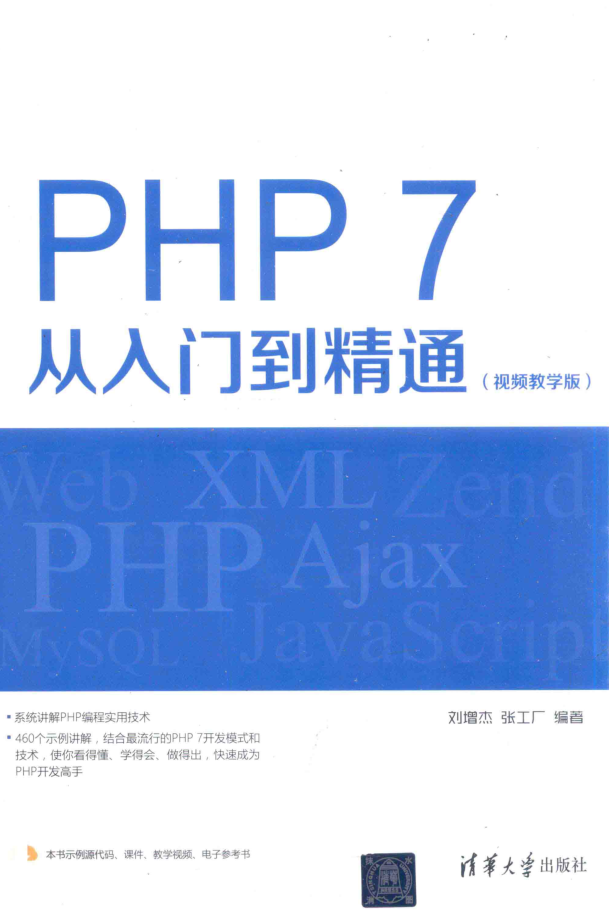 PHP 7
从入门到精通（视频教学版）
Web XML Zend
PHP Ajax
MySQL JavaScript
▪ 系统讲解PHP编程实用技术
▪ 460个示例讲解，结合最流行的PHP 7开发模式和
技术，使你看得懂、学得会、做得出，快速成为
PHP开发高手
刘增杰 张工厂 编著
本书示例源代码、课件、教学视频、电子参考书
清华大学出版社